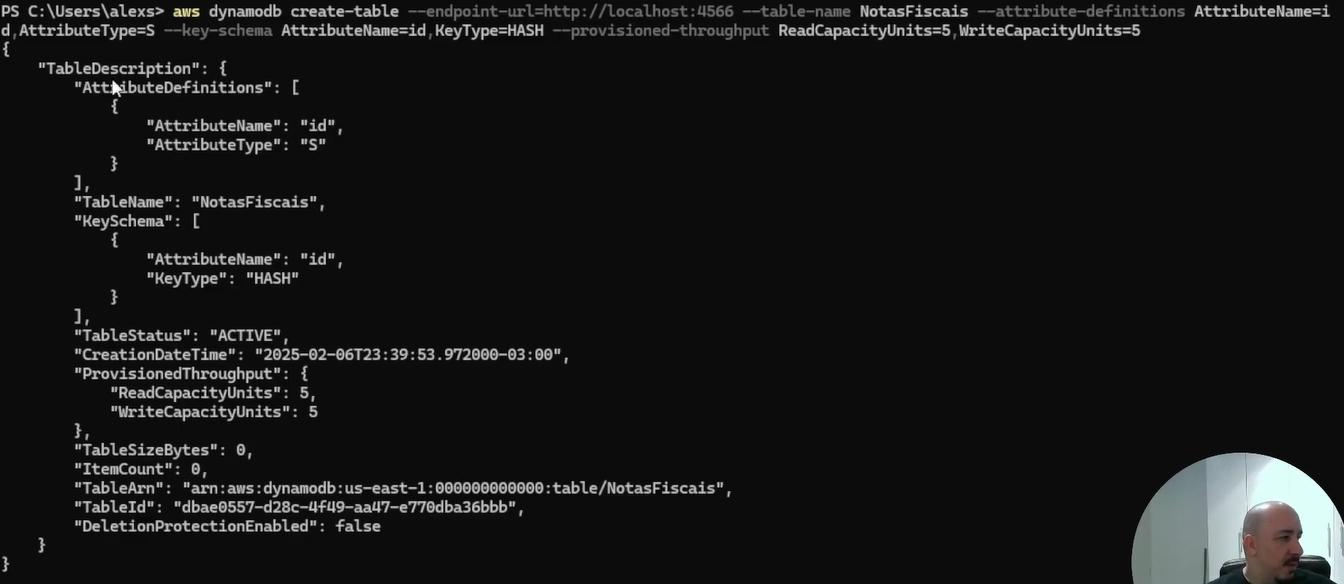 PS C:\Users\alexs> aws dynamodb create-table --endpoint-url=http://localhost:4566 --table-name NotasFiscais --attribute-definitions AttributeName=i
d,AttributeType=S --key-schema AttributeName=id,KeyType=HASH --provisioned-throughput ReadCapacityUnits=5,WriteCapacityUnits=5
{
    "TableDescription": {
        "AttributeDefinitions": [
            {
                "AttributeName": "id",
                "AttributeType": "S"
            }
        ],
        "TableName": "NotasFiscais",
        "KeySchema": [
            {
                "AttributeName": "id",
                "KeyType": "HASH"
            }
        ],
        "TableStatus": "ACTIVE",
        "CreationDateTime": "2025-02-06T23:39:53.972000-03:00",
        "ProvisionedThroughput": {
            "ReadCapacityUnits": 5,
            "WriteCapacityUnits": 5
        },
        "TableSizeBytes": 0,
        "ItemCount": 0,
        "TableArn": "arn:aws:dynamodb:us-east-1:000000000000:table/NotasFiscais",
        "TableId": "dbae0557-d28c-4f49-aa47-e770dba36bbb",
        "DeletionProtectionEnabled": false
    }
}